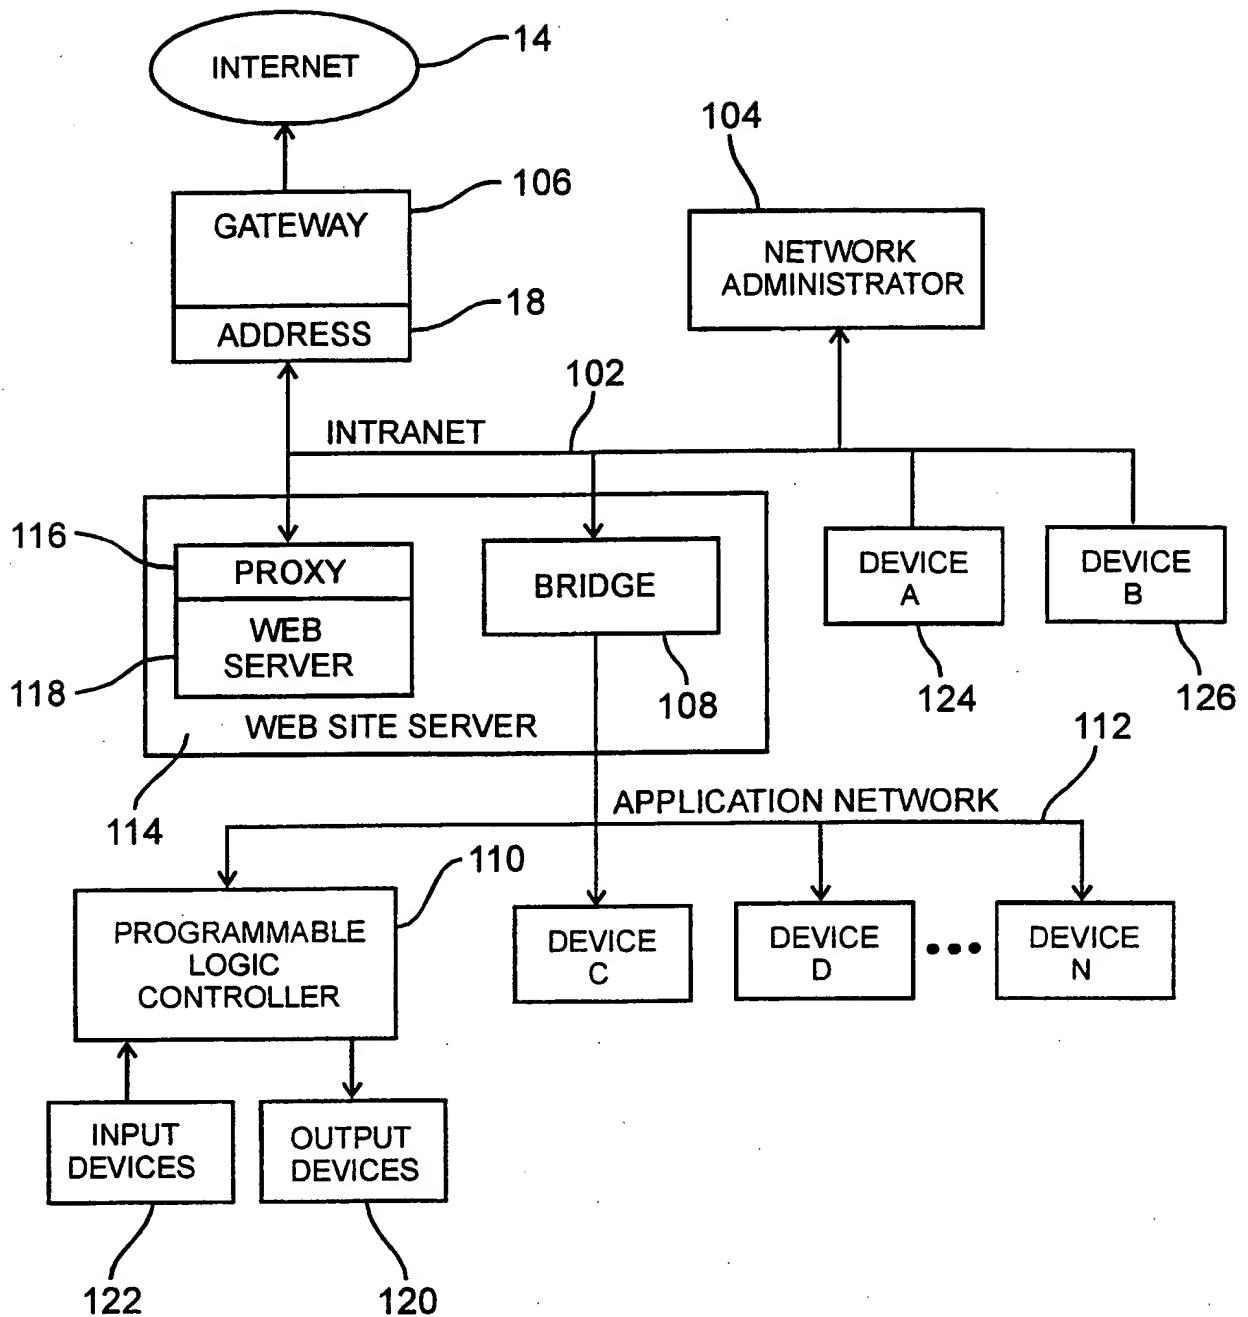 14
INTERNET
104
106
GATEWAY
NETWORK
ADMINISTRATOR
18
ADDRESS
102
INTRANET
116
PROXY
BRIDGE
DEVICE
A
DEVICE
B
WEB
SERVER
118
108
124
126
WEB SITE SERVER
112
114
APPLICATION NETWORK
110
PROGRAMMABLE
LOGIC
CONTROLLER
DEVICE
C
DEVICE
D
DEVICE
N
INPUT
DEVICES
OUTPUT
DEVICES
122
120